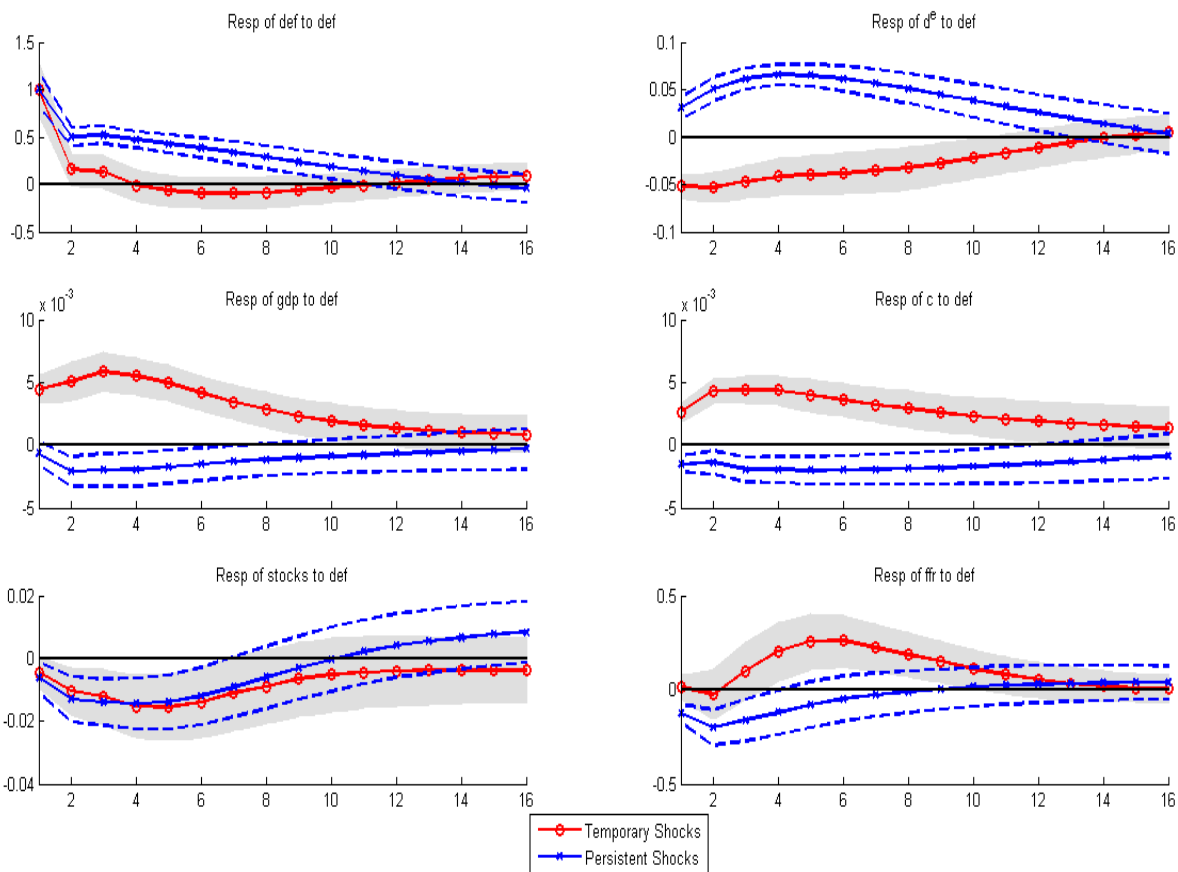 Resp of def to def
1.5
1
0.5
0
-0.5
2 4 6 8 10 12 14 16
Resp of dᵉ to def
0.1
0.05
0
-0.05
-0.1
2 4 6 8 10 12 14 16
Resp of gdp to def
x 10⁻³
10
5
0
-5
2 4 6 8 10 12 14 16
Resp of c to def
x 10⁻³
10
5
0
-5
2 4 6 8 10 12 14 16
Resp of stocks to def
0.02
0
-0.02
-0.04
2 4 6 8 10 12 14 16
Resp of ffr to def
0.5
0
-0.5
2 4 6 8 10 12 14 16
Temporary Shocks
Persistent Shocks